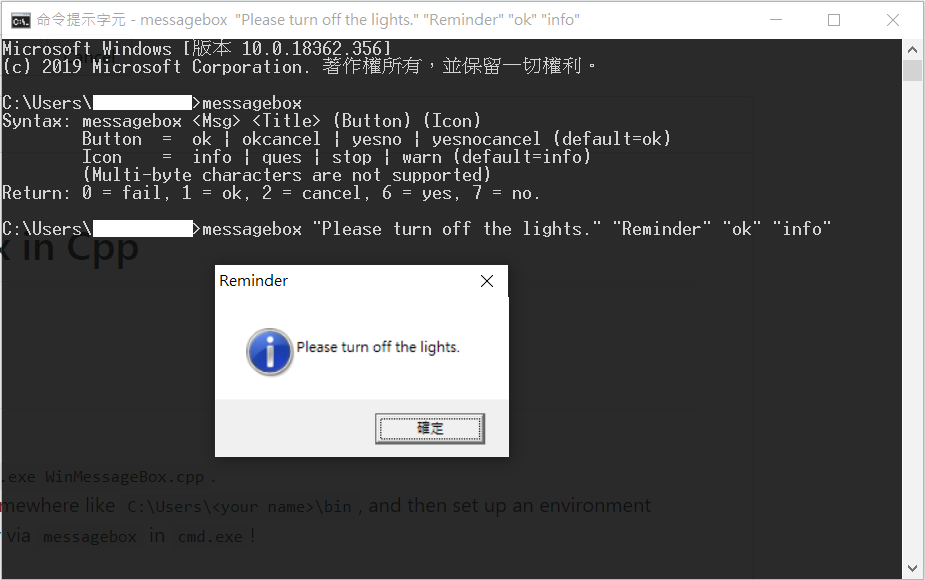 命令提示字元 - messagebox "Please turn off the lights." "Reminder" "ok" "info"
Microsoft Windows [版本 10.0.18362.356]
(c) 2019 Microsoft Corporation. 著作權所有，並保留一切權利。
C:\Users\ >messagebox
Syntax: messagebox <Msg> <Title> (Button) (Icon)
Button = ok | okcancel | yesno | yesnocancel (default=ok)
Icon = info | ques | stop | warn (default=info)
(Multi-byte characters are not supported)
Return: 0 = fail, 1 = ok, 2 = cancel, 6 = yes, 7 = no.
C:\Users\ >messagebox "Please turn off the lights." "Reminder" "ok" "info"
x in Cpp
Reminder
Please turn off the lights.
確定
.exe WinMessageBox.cpp .
mewhere like C:\Users\<your name>\bin , and then set up an environment
via messagebox in cmd.exe !